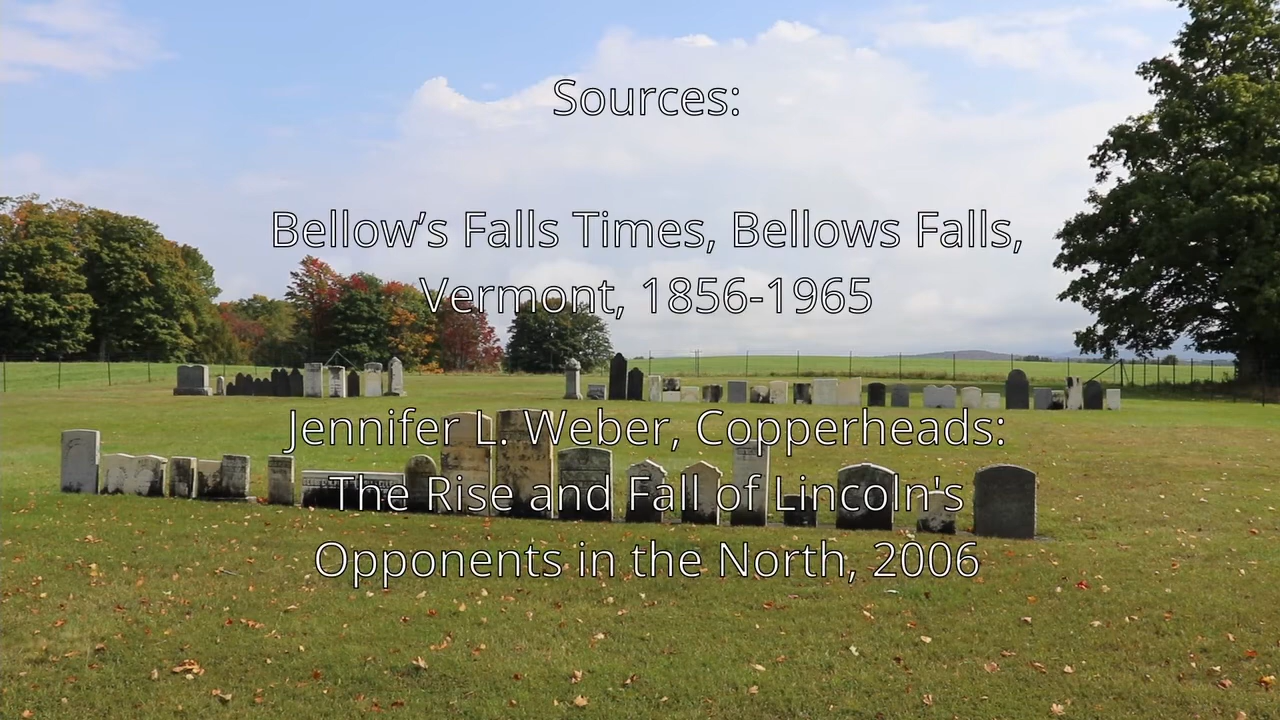 Sources:
Bellow’s Falls Times, Bellows Falls,
Vermont, 1856-1965
Jennifer L. Weber, Copperheads:
The Rise and Fall of Lincoln's
Opponents in the North, 2006